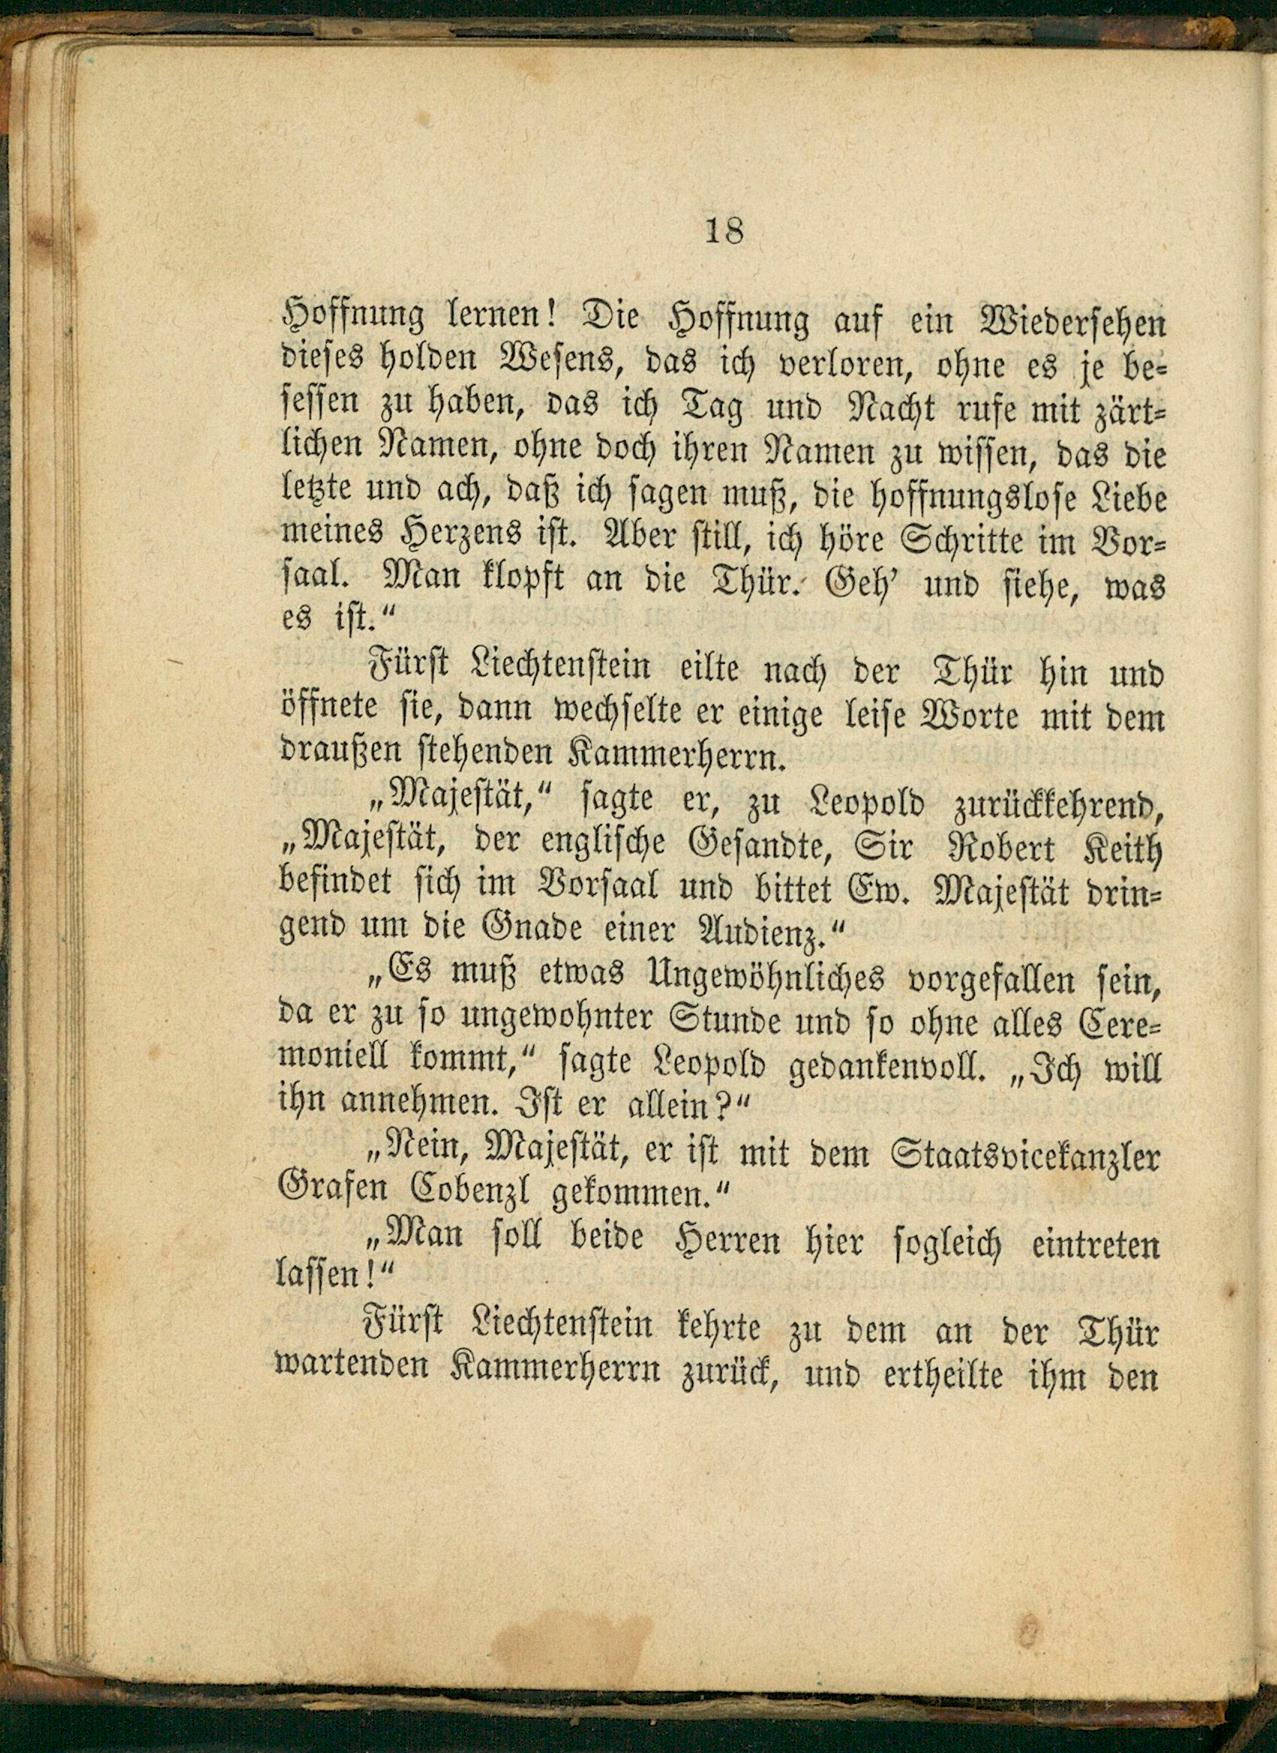 18
Hoffnung lernen! Die Hoffnung auf ein Wiedersehen
dieses holden Wesens, das ich verloren, ohne es je be-
sessen zu haben, das ich Tag und Nacht rufe mit zärt-
lichen Namen, ohne doch ihren Namen zu wissen, das die
letzte und ach, daß ich sagen muß, die hoffnungslose Liebe
meines Herzens ist. Aber still, ich höre Schritte im Vor-
saal. Man klopft an die Thür. Geh' und siehe, was
es ist.“
Fürst Liechtenstein eilte nach der Thür hin und
öffnete sie, dann wechselte er einige leise Worte mit dem
draußen stehenden Kammerherrn.
„Majestät,“ sagte er, zu Leopold zurückkehrend,
„Majestät, der englische Gesandte, Sir Robert Keith
befindet sich im Vorsaal und bittet Ew. Majestät drin-
gend um die Gnade einer Audienz.“
„Es muß etwas Ungewöhnliches vorgefallen sein,
da er zu so ungewohnter Stunde und so ohne alles Cere-
moniell kommt,“ sagte Leopold gedankenvoll. „Ich will
ihn annehmen. Ist er allein?“
„Nein, Majestät, er ist mit dem Staatsvicekanzler
Grafen Cobenzl gekommen.“
„Man soll beide Herren hier sogleich eintreten
lassen!“
Fürst Liechtenstein kehrte zu dem an der Thür
wartenden Kammerherrn zurück, und ertheilte ihm den